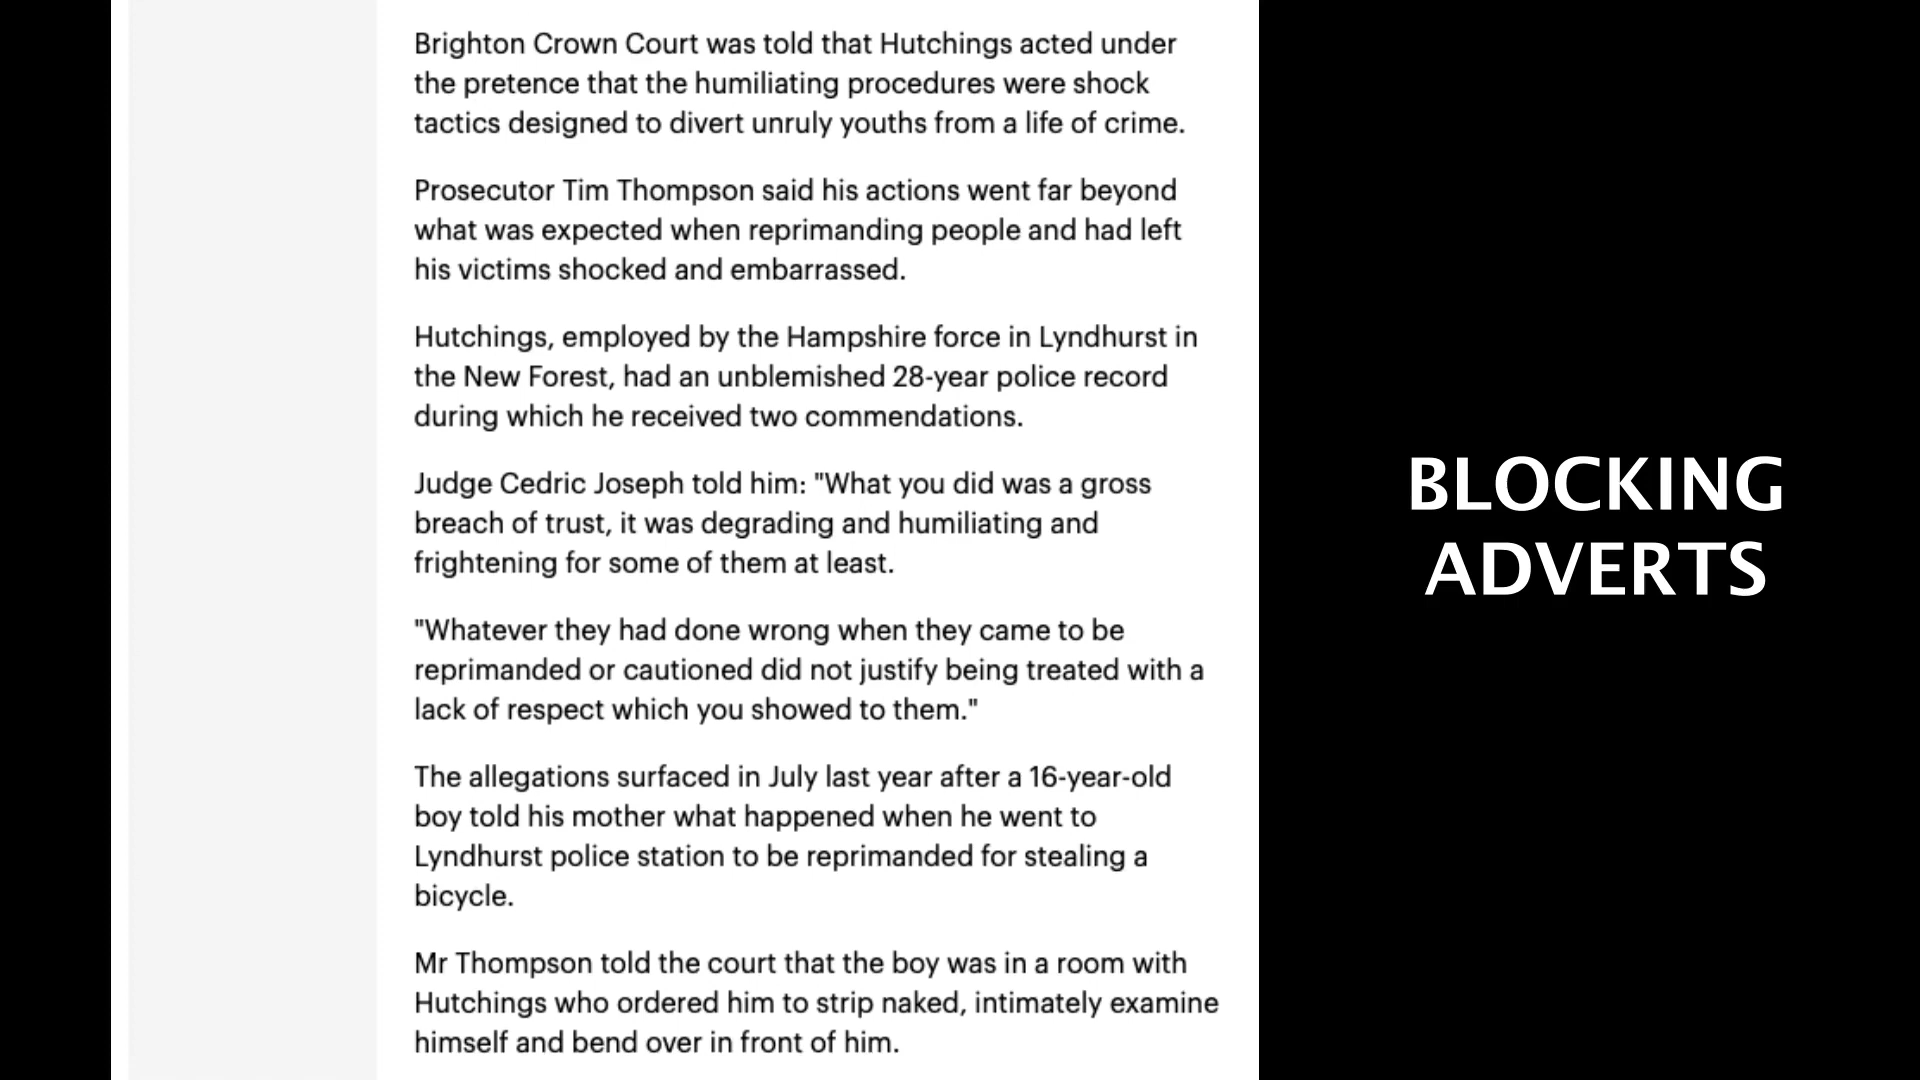 Brighton Crown Court was told that Hutchings acted under
the pretence that the humiliating procedures were shock
tactics designed to divert unruly youths from a life of crime.
Prosecutor Tim Thompson said his actions went far beyond
what was expected when reprimanding people and had left
his victims shocked and embarrassed.
Hutchings, employed by the Hampshire force in Lyndhurst in
the New Forest, had an unblemished 28-year police record
during which he received two commendations.
Judge Cedric Joseph told him: "What you did was a gross
breach of trust, it was degrading and humiliating and
frightening for some of them at least.
"Whatever they had done wrong when they came to be
reprimanded or cautioned did not justify being treated with a
lack of respect which you showed to them."
The allegations surfaced in July last year after a 16-year-old
boy told his mother what happened when he went to
Lyndhurst police station to be reprimanded for stealing a
bicycle.
Mr Thompson told the court that the boy was in a room with
Hutchings who ordered him to strip naked, intimately examine
himself and bend over in front of him.
BLOCKING
ADVERTS